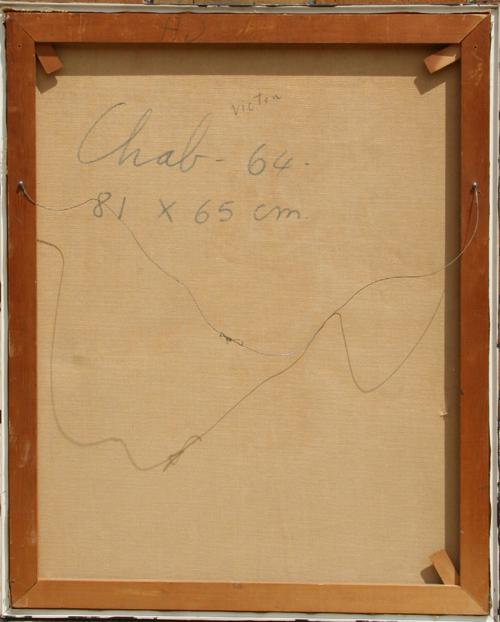 Victor
Chab - 64 -
81 X 65 cm.